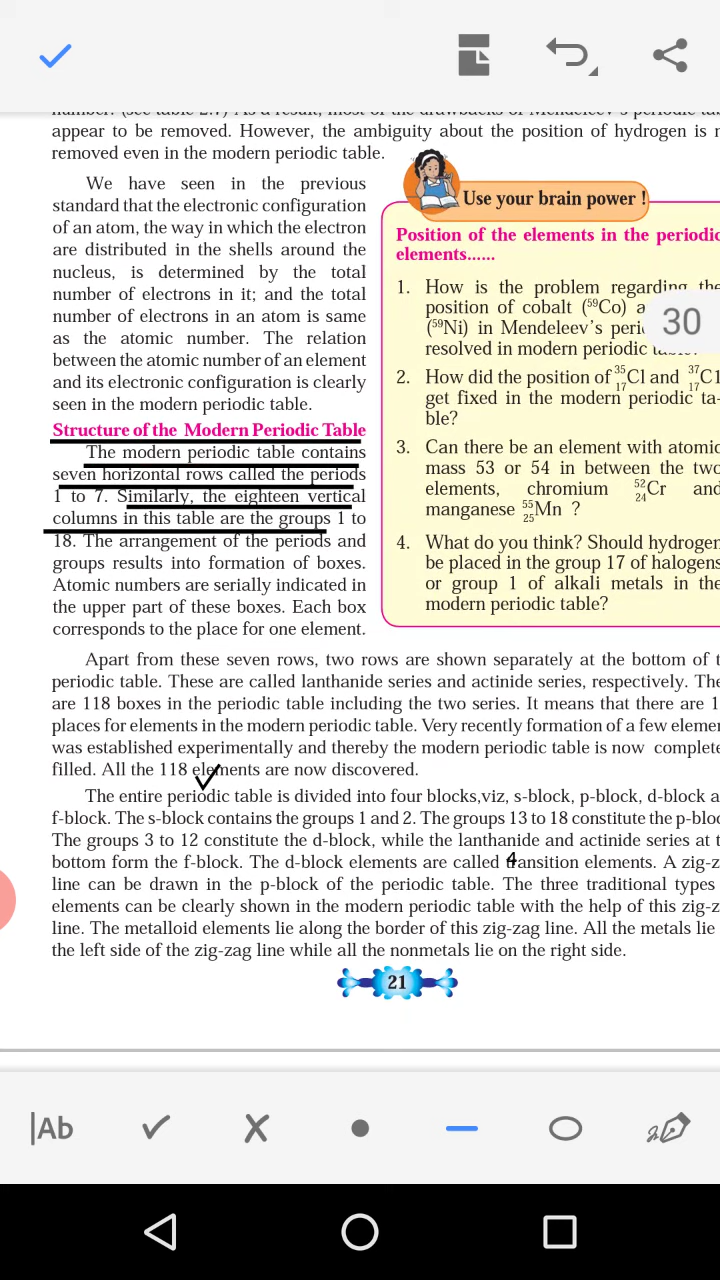 appear to be removed. However, the ambiguity about the position of hydrogen is
removed even in the modern periodic table.
We have seen in the previous
standard that the electronic configuration
of an atom, the way in which the electron
are distributed in the shells around the
nucleus, is determined by the total
number of electrons in it; and the total
number of electrons in an atom is same
as the atomic number. The relation
between the atomic number of an element
and its electronic configuration is clearly
seen in the modern periodic table.
Structure of the Modern Periodic Table
The modern periodic table contains
seven horizontal rows called the periods
1 to 7. Similarly, the eighteen vertical
columns in this table are the groups 1 to
18. The arrangement of the periods and
groups results into formation of boxes.
Atomic numbers are serially indicated in
the upper part of these boxes. Each box
corresponds to the place for one element.
Use your brain power !
Position of the elements in the periodic
elements......
1. How is the problem regarding the
position of cobalt (⁵⁹Co)
(⁵⁹Ni) in Mendeleev's
resolved in modern periodic
30
2. How did the position of ³⁵₁₇Cl and ³⁷₁₇C1
get fixed in the modern periodic ta-
ble?
3. Can there be an element with atomic
mass 53 or 54 in between the two
elements, chromium ⁵²₂₄Cr and
manganese ⁵⁵₂₅Mn ?
4. What do you think? Should hydrogen
be placed in the group 17 of halogens
or group 1 of alkali metals in the
modern periodic table?
Apart from these seven rows, two rows are shown separately at the bottom of
periodic table. These are called lanthanide series and actinide series, respectively.
are 118 boxes in the periodic table including the two series. It means that there are
places for elements in the modern periodic table. Very recently formation of a few
was established experimentally and thereby the modern periodic table is now
filled. All the 118 elements are now discovered.
The entire periodic table is divided into four blocks,viz, s-block, p-block, d-block
f-block. The s-block contains the groups 1 and 2. The groups 13 to 18 constitute the
The groups 3 to 12 constitute the d-block, while the lanthanide and actinide series at
bottom form the f-block. The d-block elements are called transition elements. A
4
line can be drawn in the p-block of the periodic table. The three traditional types
elements can be clearly shown in the modern periodic table with the help of this
line. The metalloid elements lie along the border of this zig-zag line. All the metals lie
the left side of the zig-zag line while all the nonmetals lie on the right side.
21
Ab